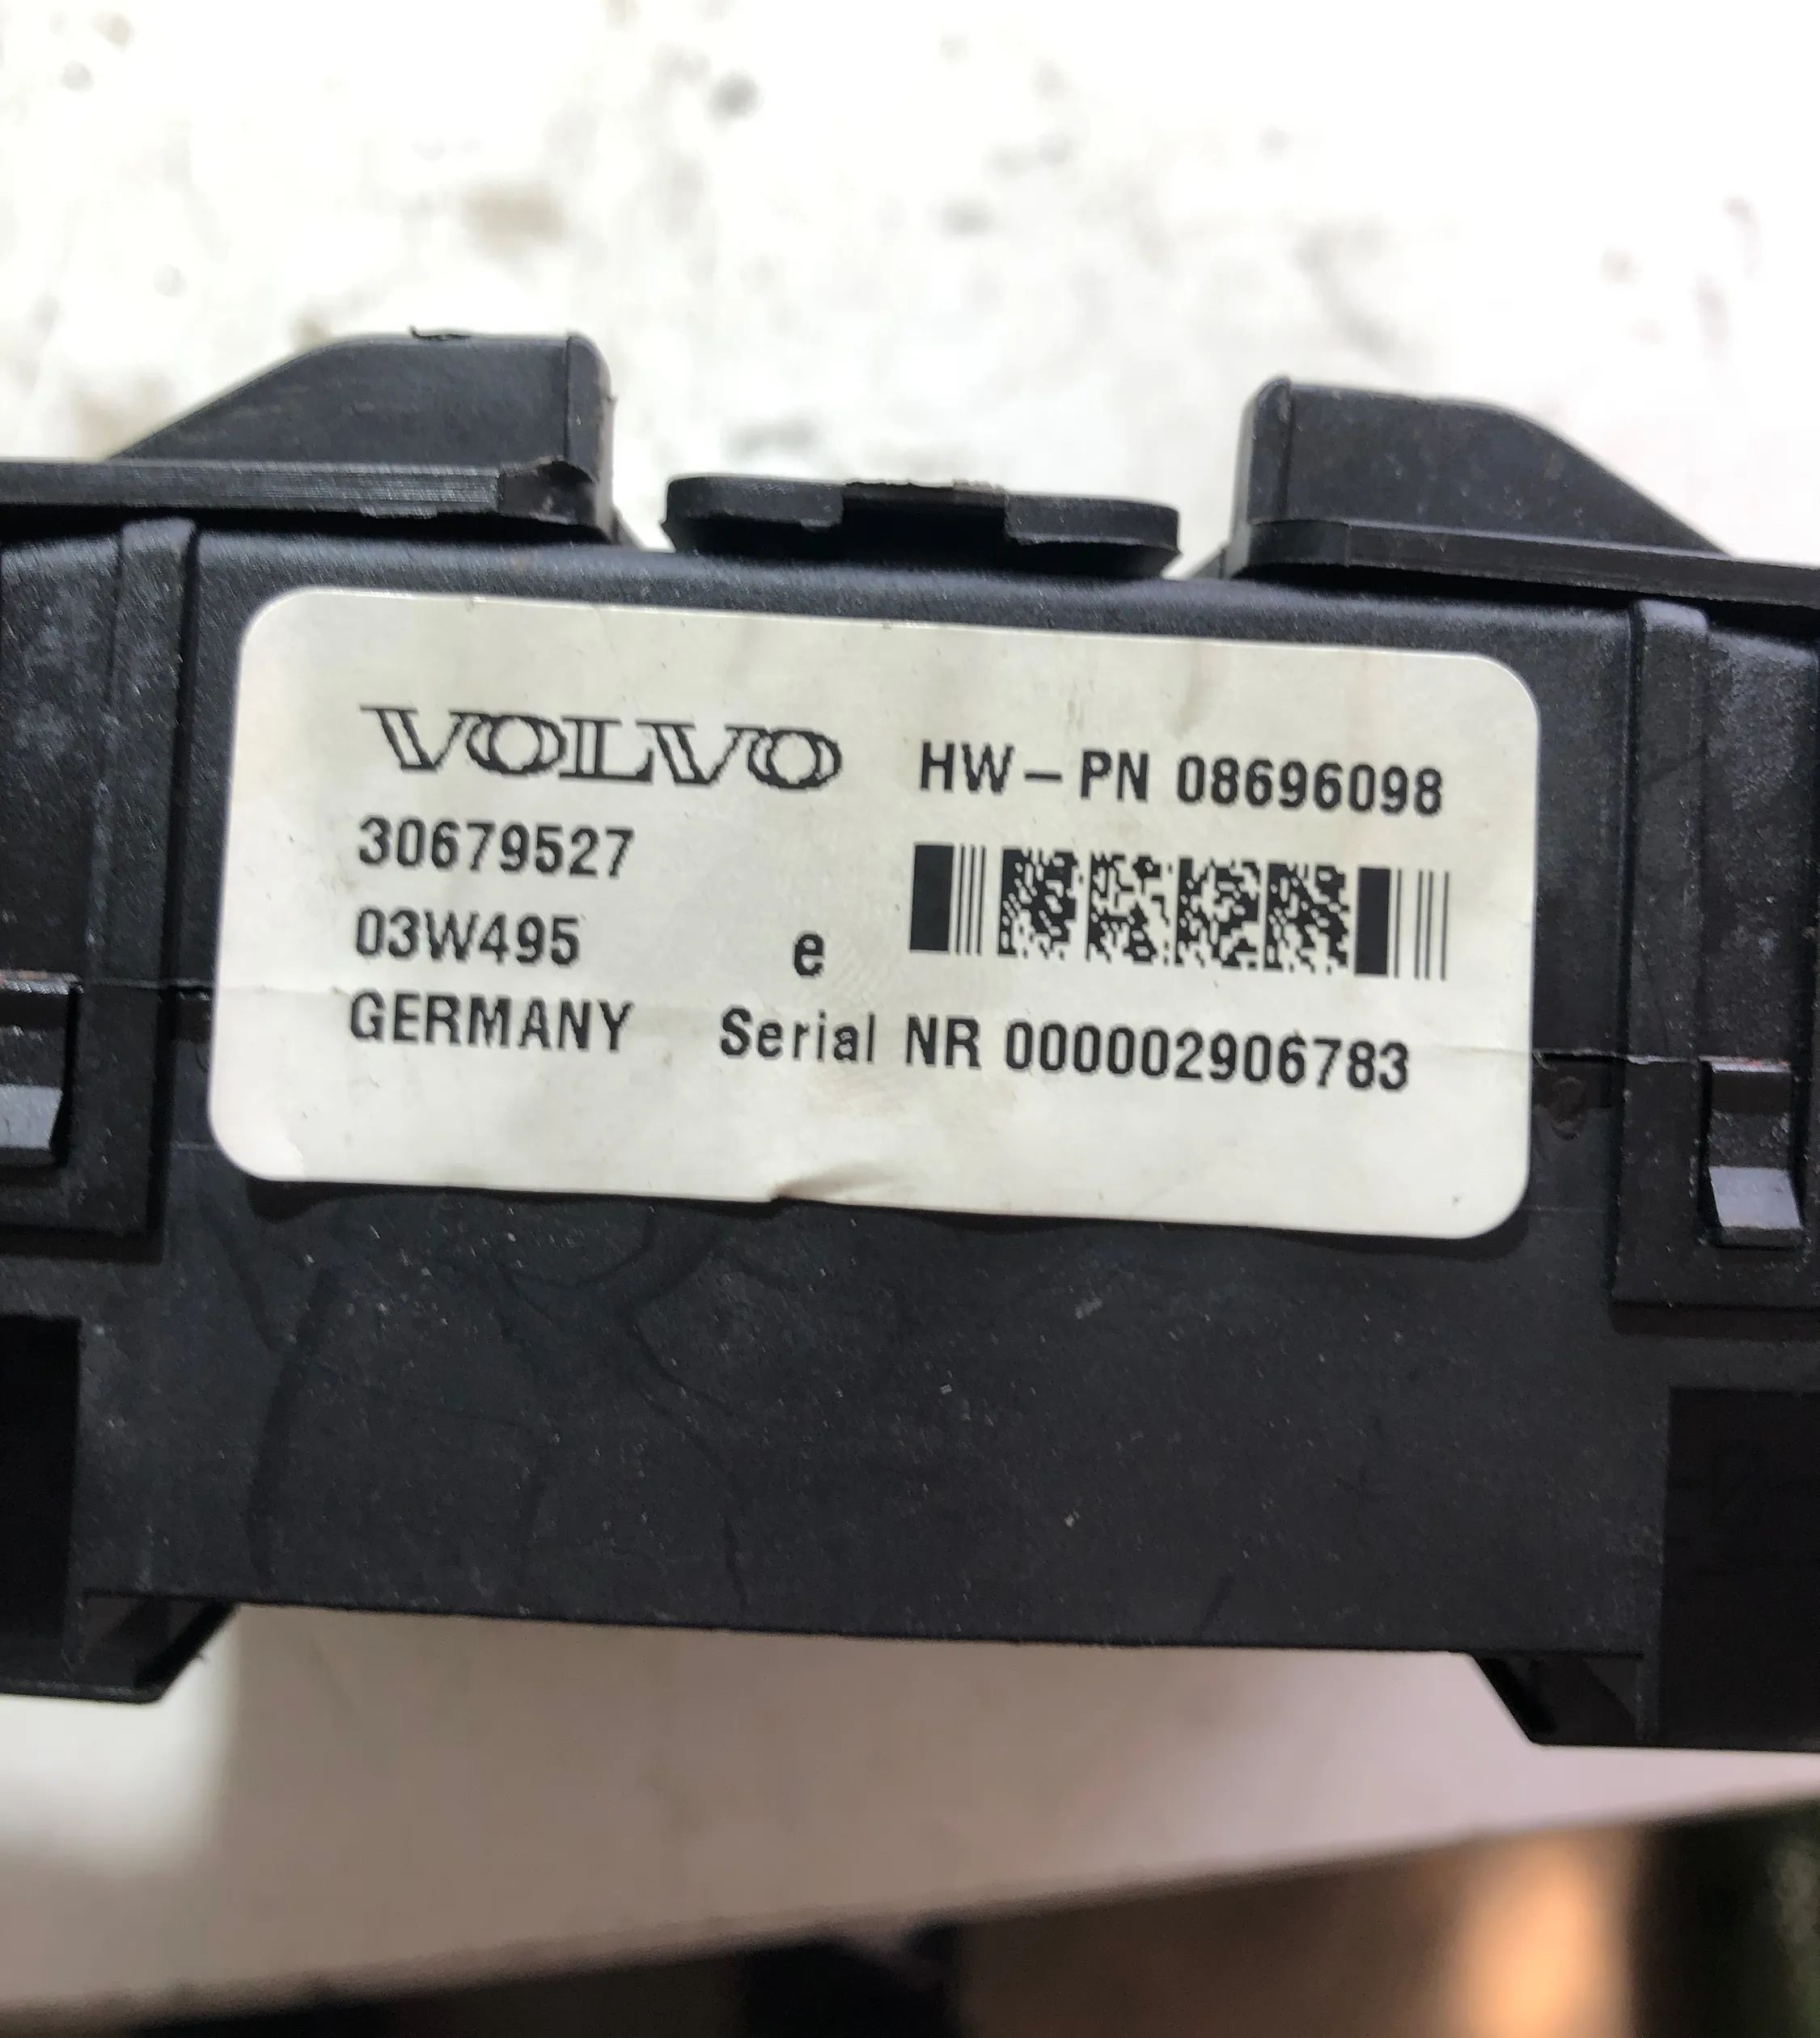 VOLVO HW-PN 08696098
30679527
03W495 e
GERMANY Serial NR 000002906783